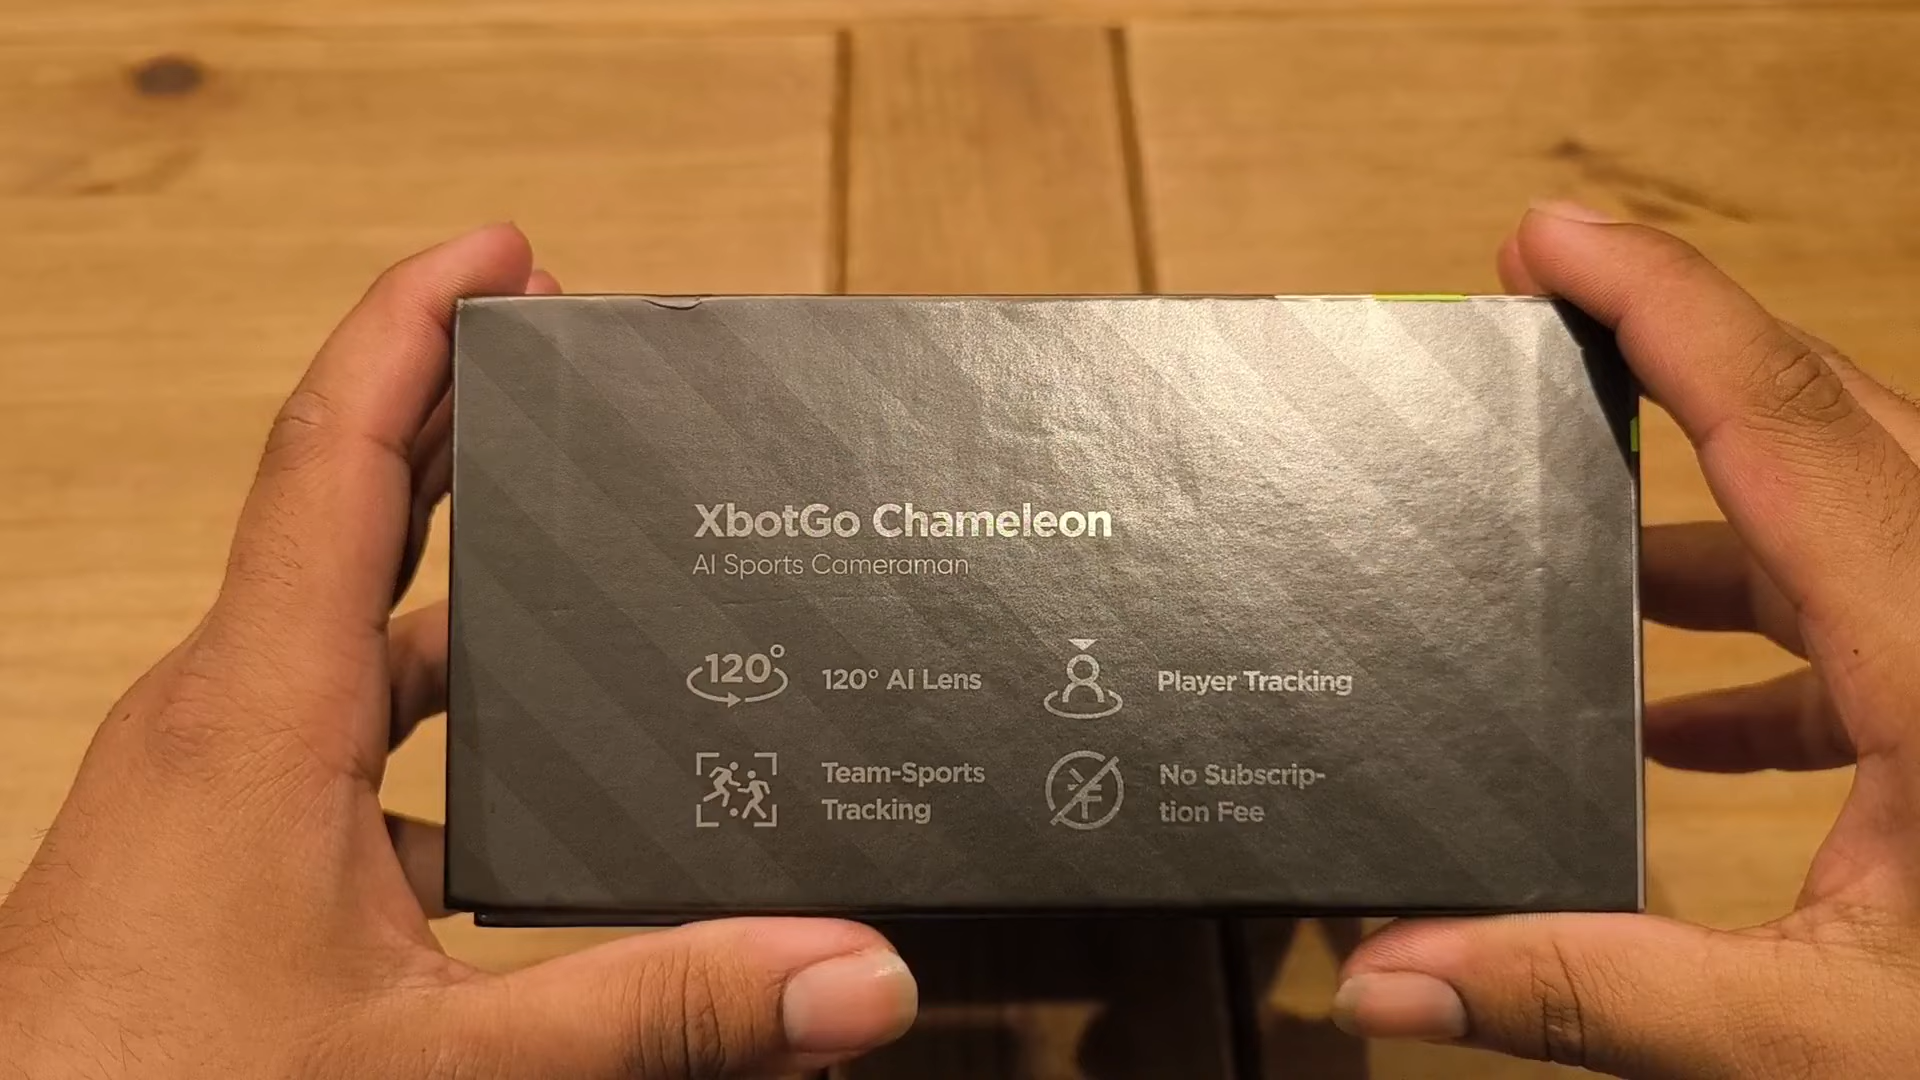 XbotGo Chameleon
AI Sports Cameraman
120°
120° AI Lens
Player Tracking
Team-Sports
Tracking
No Subscrip-
tion Fee